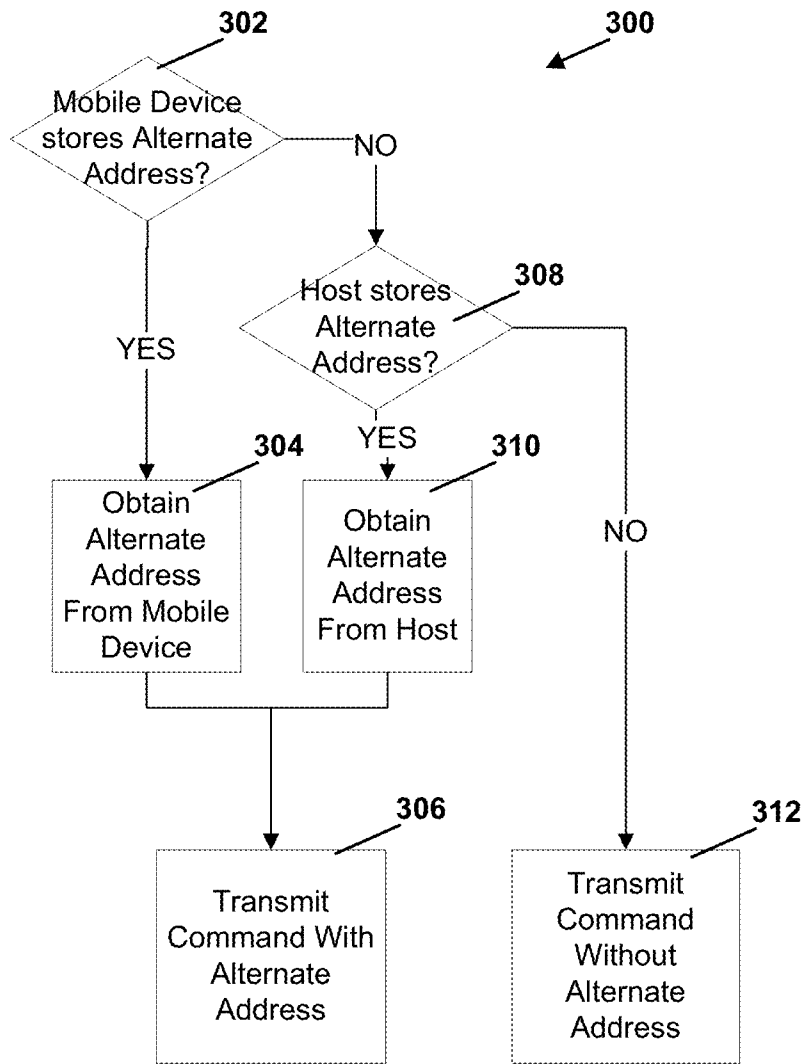 302
300
Mobile Device
stores Alternate
Address?
NO
308
Host stores
Alternate
Address?
YES
YES
304
310
Obtain
Alternate
Address
From Mobile
Device
Obtain
Alternate
Address
From Host
NO
306
312
Transmit
Command With
Alternate
Address
Transmit
Command
Without
Alternate
Address